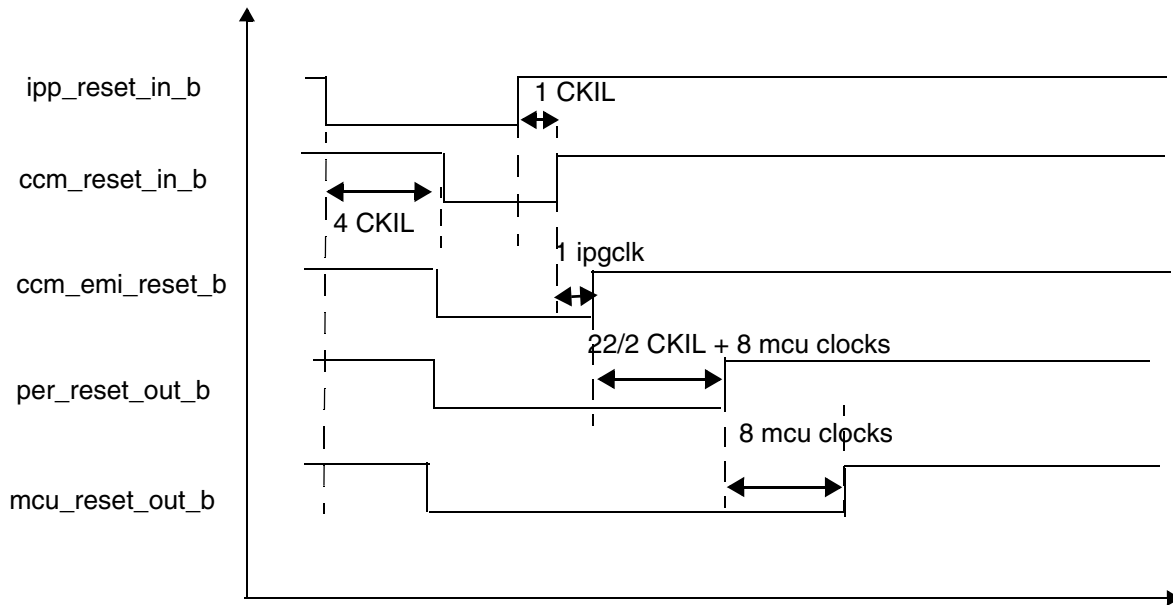 ipp_reset_in_b
1 CKIL
ccm_reset_in_b
4 CKIL
1 ipgclk
ccm_emi_reset_b
22/2 CKIL + 8 mcu clocks
per_reset_out_b
8 mcu clocks
mcu_reset_out_b